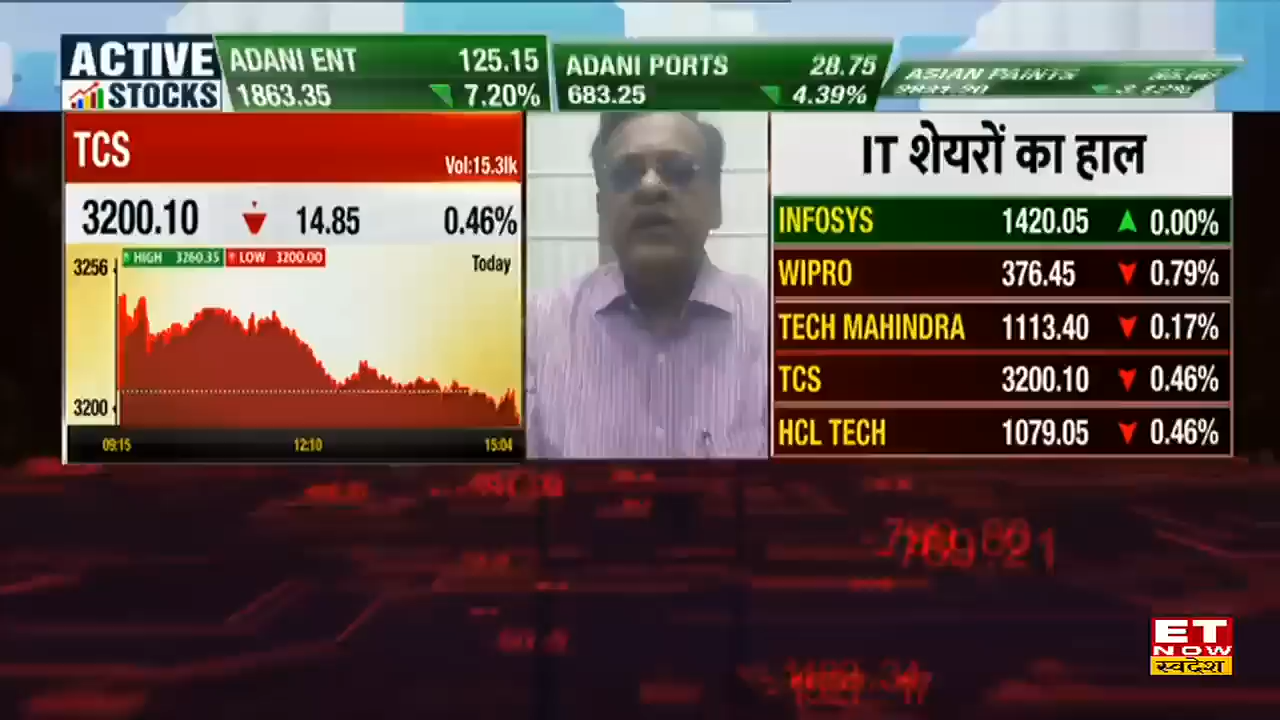 ACTIVE
STOCKS
ADANI ENT 125.15
1863.35 7.20%
ADANI PORTS 28.75
683.25 4.39%
ASIAN PAINTS
TCS
Vol:15.3lk
3200.10 14.85 0.46%
HIGH 3260.35 LOW 3200.00
Today
3256
3200
09:15 12:10 15:04
IT शेयरों का हाल
INFOSYS 1420.05 0.00%
WIPRO 376.45 0.79%
TECH MAHINDRA 1113.40 0.17%
TCS 3200.10 0.46%
HCL TECH 1079.05 0.46%
ET
NOW
स्वदेश